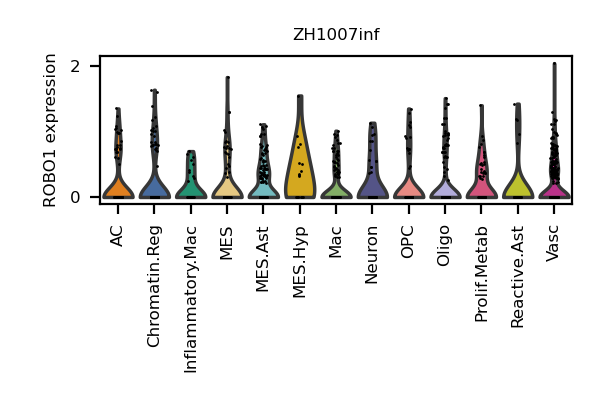 ZH1007inf
ROBO1 expression
2
0
AC
Chromatin.Reg
Inflammatory.Mac
MES
MES.Ast
MES.Hyp
Mac
Neuron
OPC
Oligo
Prolif.Metab
Reactive.Ast
Vasc